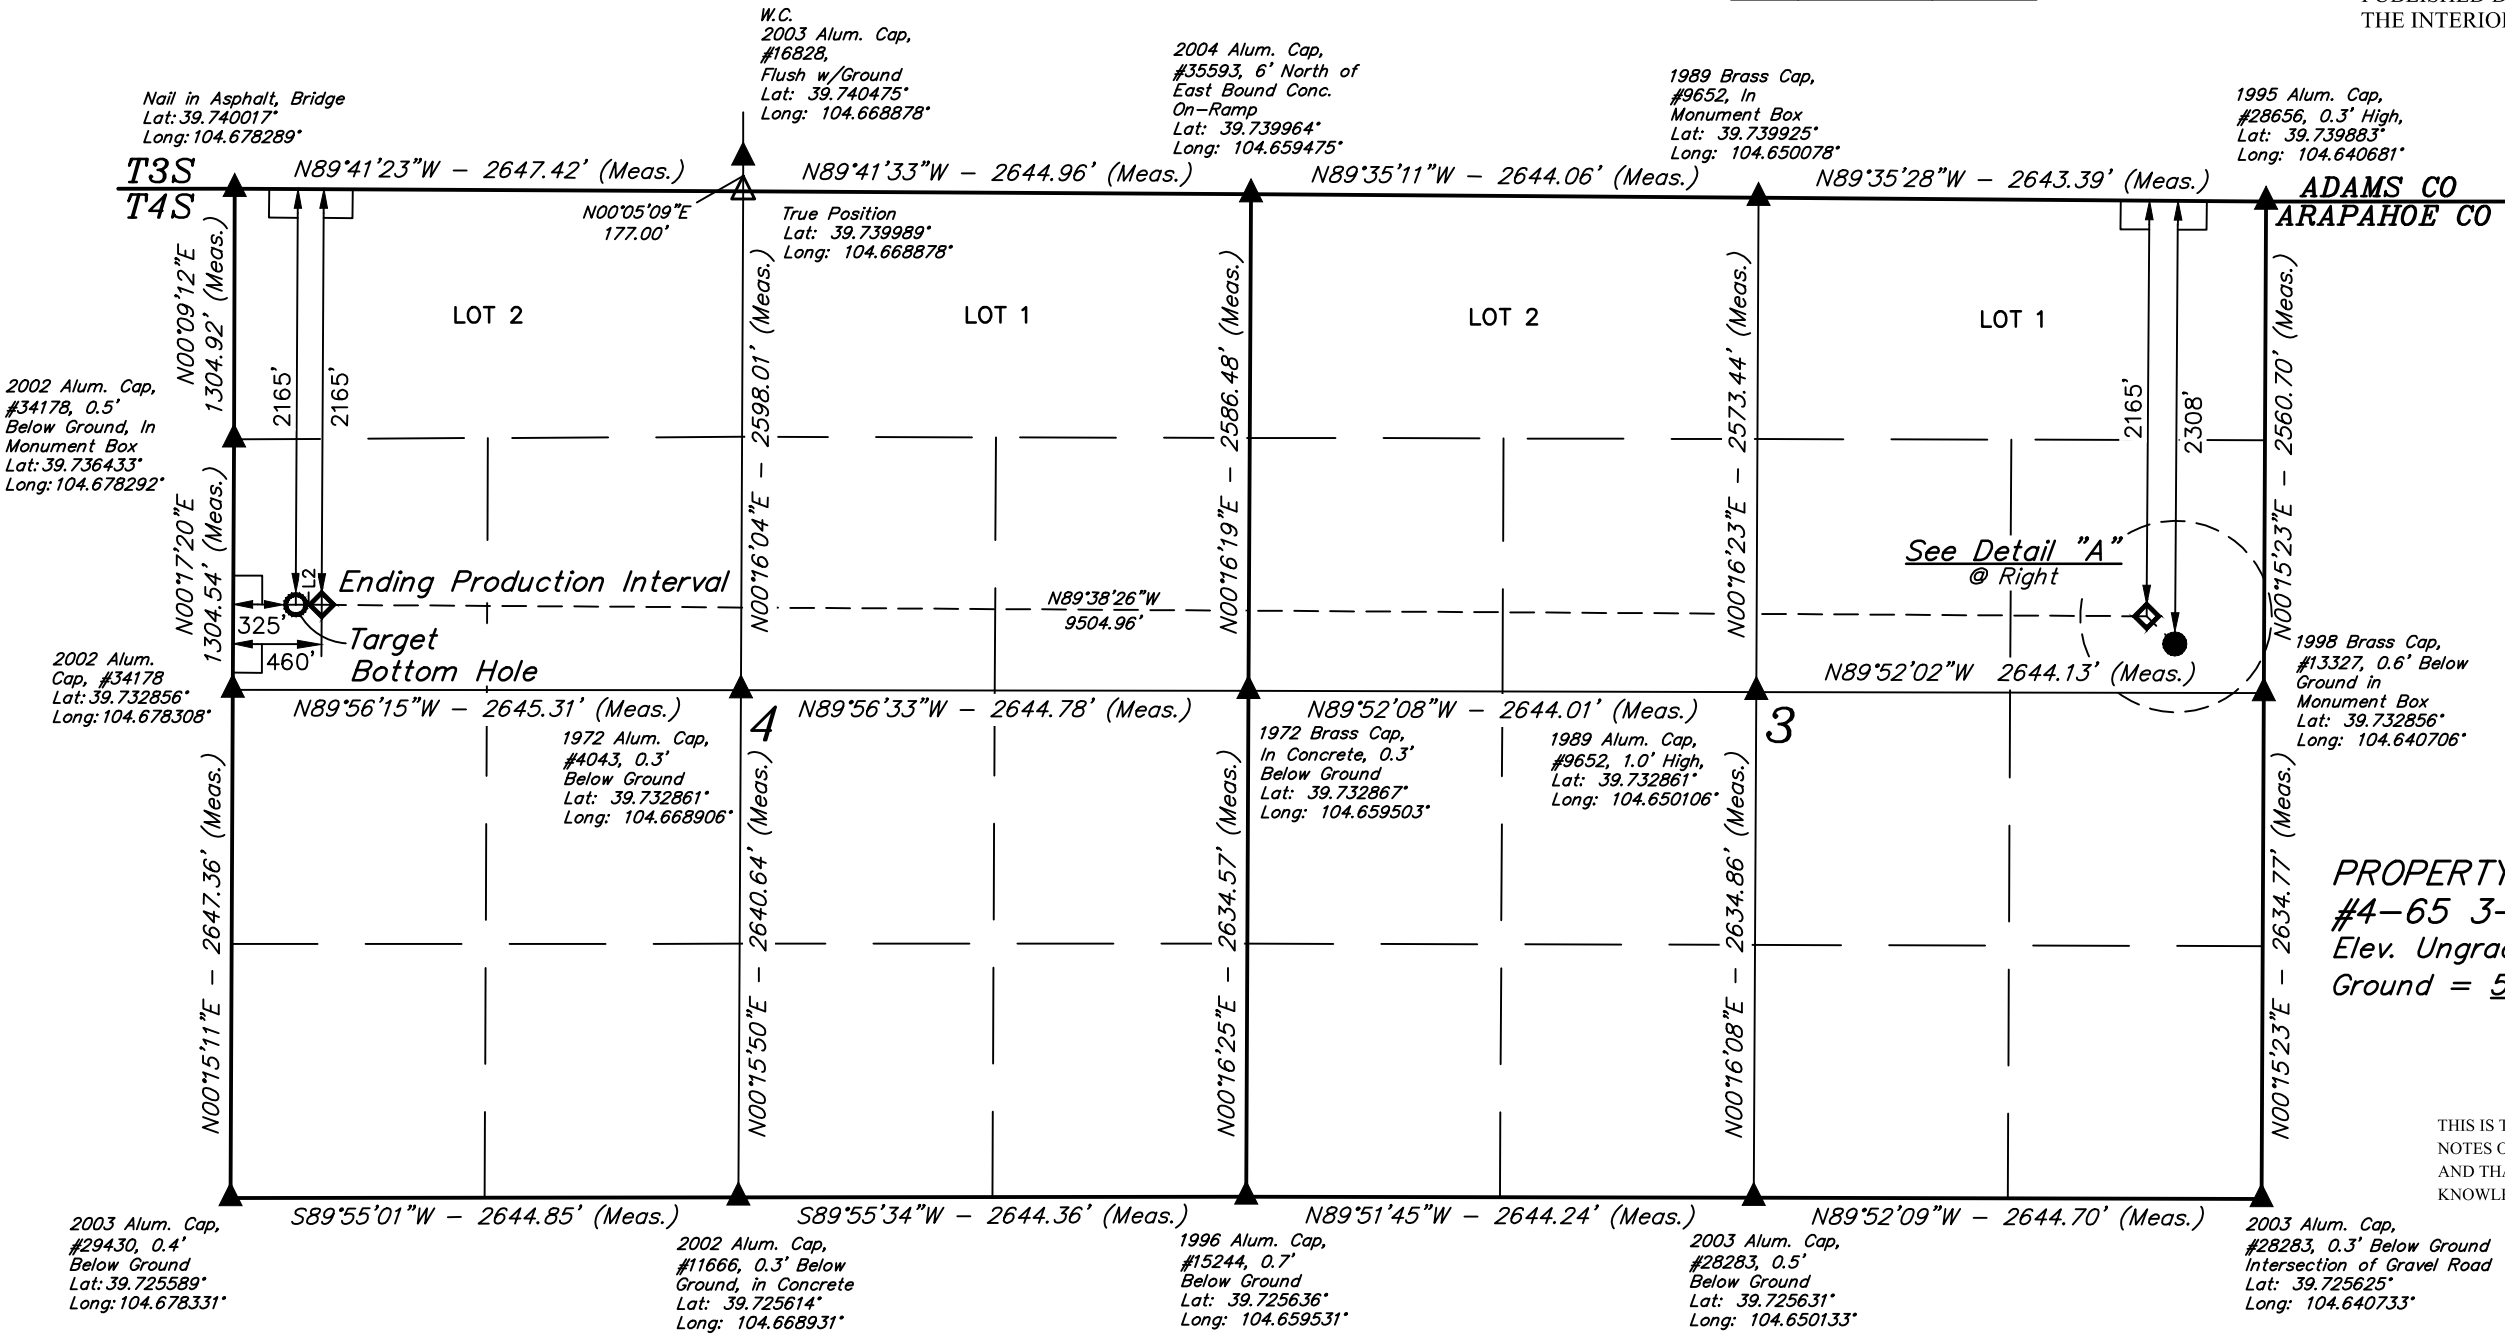 PUBLISHED B
THE INTERIO
W.C.
2003 Alum. Cap,
#16828,
Flush w/Ground
Lat: 39.740475°
Long: 104.668878°
2004 Alum. Cap,
#35593, 6' North of
East Bound Conc.
On-Ramp
Lat: 39.739964°
Long: 104.659475°
1989 Brass Cap,
#9652, In
Monument Box
Lat: 39.739925°
Long: 104.650078°
1995 Alum. Cap,
#28656, 0.3' High,
Lat: 39.739883°
Long: 104.640681°
Nail in Asphalt, Bridge
Lat: 39.740017°
Long: 104.678289°
T3S
T4S
N89°41'23"W - 2647.42' (Meas.)
N89°41'33"W - 2644.96' (Meas.)
N89°35'11"W - 2644.06' (Meas.)
N89°35'28"W - 2643.39' (Meas.)
ADAMS CO
ARAPAHOE CO
N00°05'09"E
177.00'
True Position
Lat: 39.739989°
Long: 104.668878°
N00°09'12"E
1304.92' (Meas.)
LOT 2
LOT 1
LOT 2
LOT 1
2165'
2165'
2165'
2308'
N00°16'04"E - 2598.01' (Meas.)
N00°16'19"E - 2586.48' (Meas.)
N00°16'23"E - 2573.44' (Meas.)
N00°15'23"E - 2560.70' (Meas.)
2002 Alum. Cap,
#34178, 0.5'
Below Ground, In
Monument Box
Lat: 39.736433°
Long: 104.678292°
N00°17'20"E
1304.54' (Meas.)
L2
Ending Production Interval
325'
460'
Target
Bottom Hole
N89°38'26"W
9504.96'
See Detail "A"
@ Right
2002 Alum.
Cap, #34178
Lat: 39.732856°
Long: 104.678308°
N89°56'15"W - 2645.31' (Meas.)
N89°56'33"W - 2644.78' (Meas.)
N89°52'08"W - 2644.01' (Meas.)
N89°52'02"W 2644.13' (Meas.)
1998 Brass Cap,
#13327, 0.6' Below
Ground in
Monument Box
Lat: 39.732856°
Long: 104.640706°
4
3
1972 Alum. Cap,
#4043, 0.3'
Below Ground
Lat: 39.732861°
Long: 104.668906°
1972 Brass Cap,
In Concrete, 0.3'
Below Ground
Lat: 39.732867°
Long: 104.659503°
1989 Alum. Cap,
#9652, 1.0' High,
Lat: 39.732861°
Long: 104.650106°
N00°15'11"E - 2647.36' (Meas.)
N00°15'50"E - 2640.64' (Meas.)
N00°16'25"E - 2634.57' (Meas.)
N00°16'08"E - 2634.86' (Meas.)
N00°15'23"E - 2634.77' (Meas.)
PROPERTY
#4-65 3-
Elev. Ungra
Ground = 5
THIS IS T
NOTES O
AND THA
KNOWLE
S89°55'01"W - 2644.85' (Meas.)
S89°55'34"W - 2644.36' (Meas.)
N89°51'45"W - 2644.24' (Meas.)
N89°52'09"W - 2644.70' (Meas.)
2003 Alum. Cap,
#29430, 0.4'
Below Ground
Lat: 39.725589°
Long: 104.678331°
2002 Alum. Cap,
#11666, 0.3' Below
Ground, in Concrete
Lat: 39.725614°
Long: 104.668931°
1996 Alum. Cap,
#15244, 0.7'
Below Ground
Lat: 39.725636°
Long: 104.659531°
2003 Alum. Cap,
#28283, 0.5'
Below Ground
Lat: 39.725631°
Long: 104.650133°
2003 Alum. Cap,
#28283, 0.3' Below Ground
Intersection of Gravel Road
Lat: 39.725625°
Long: 104.640733°